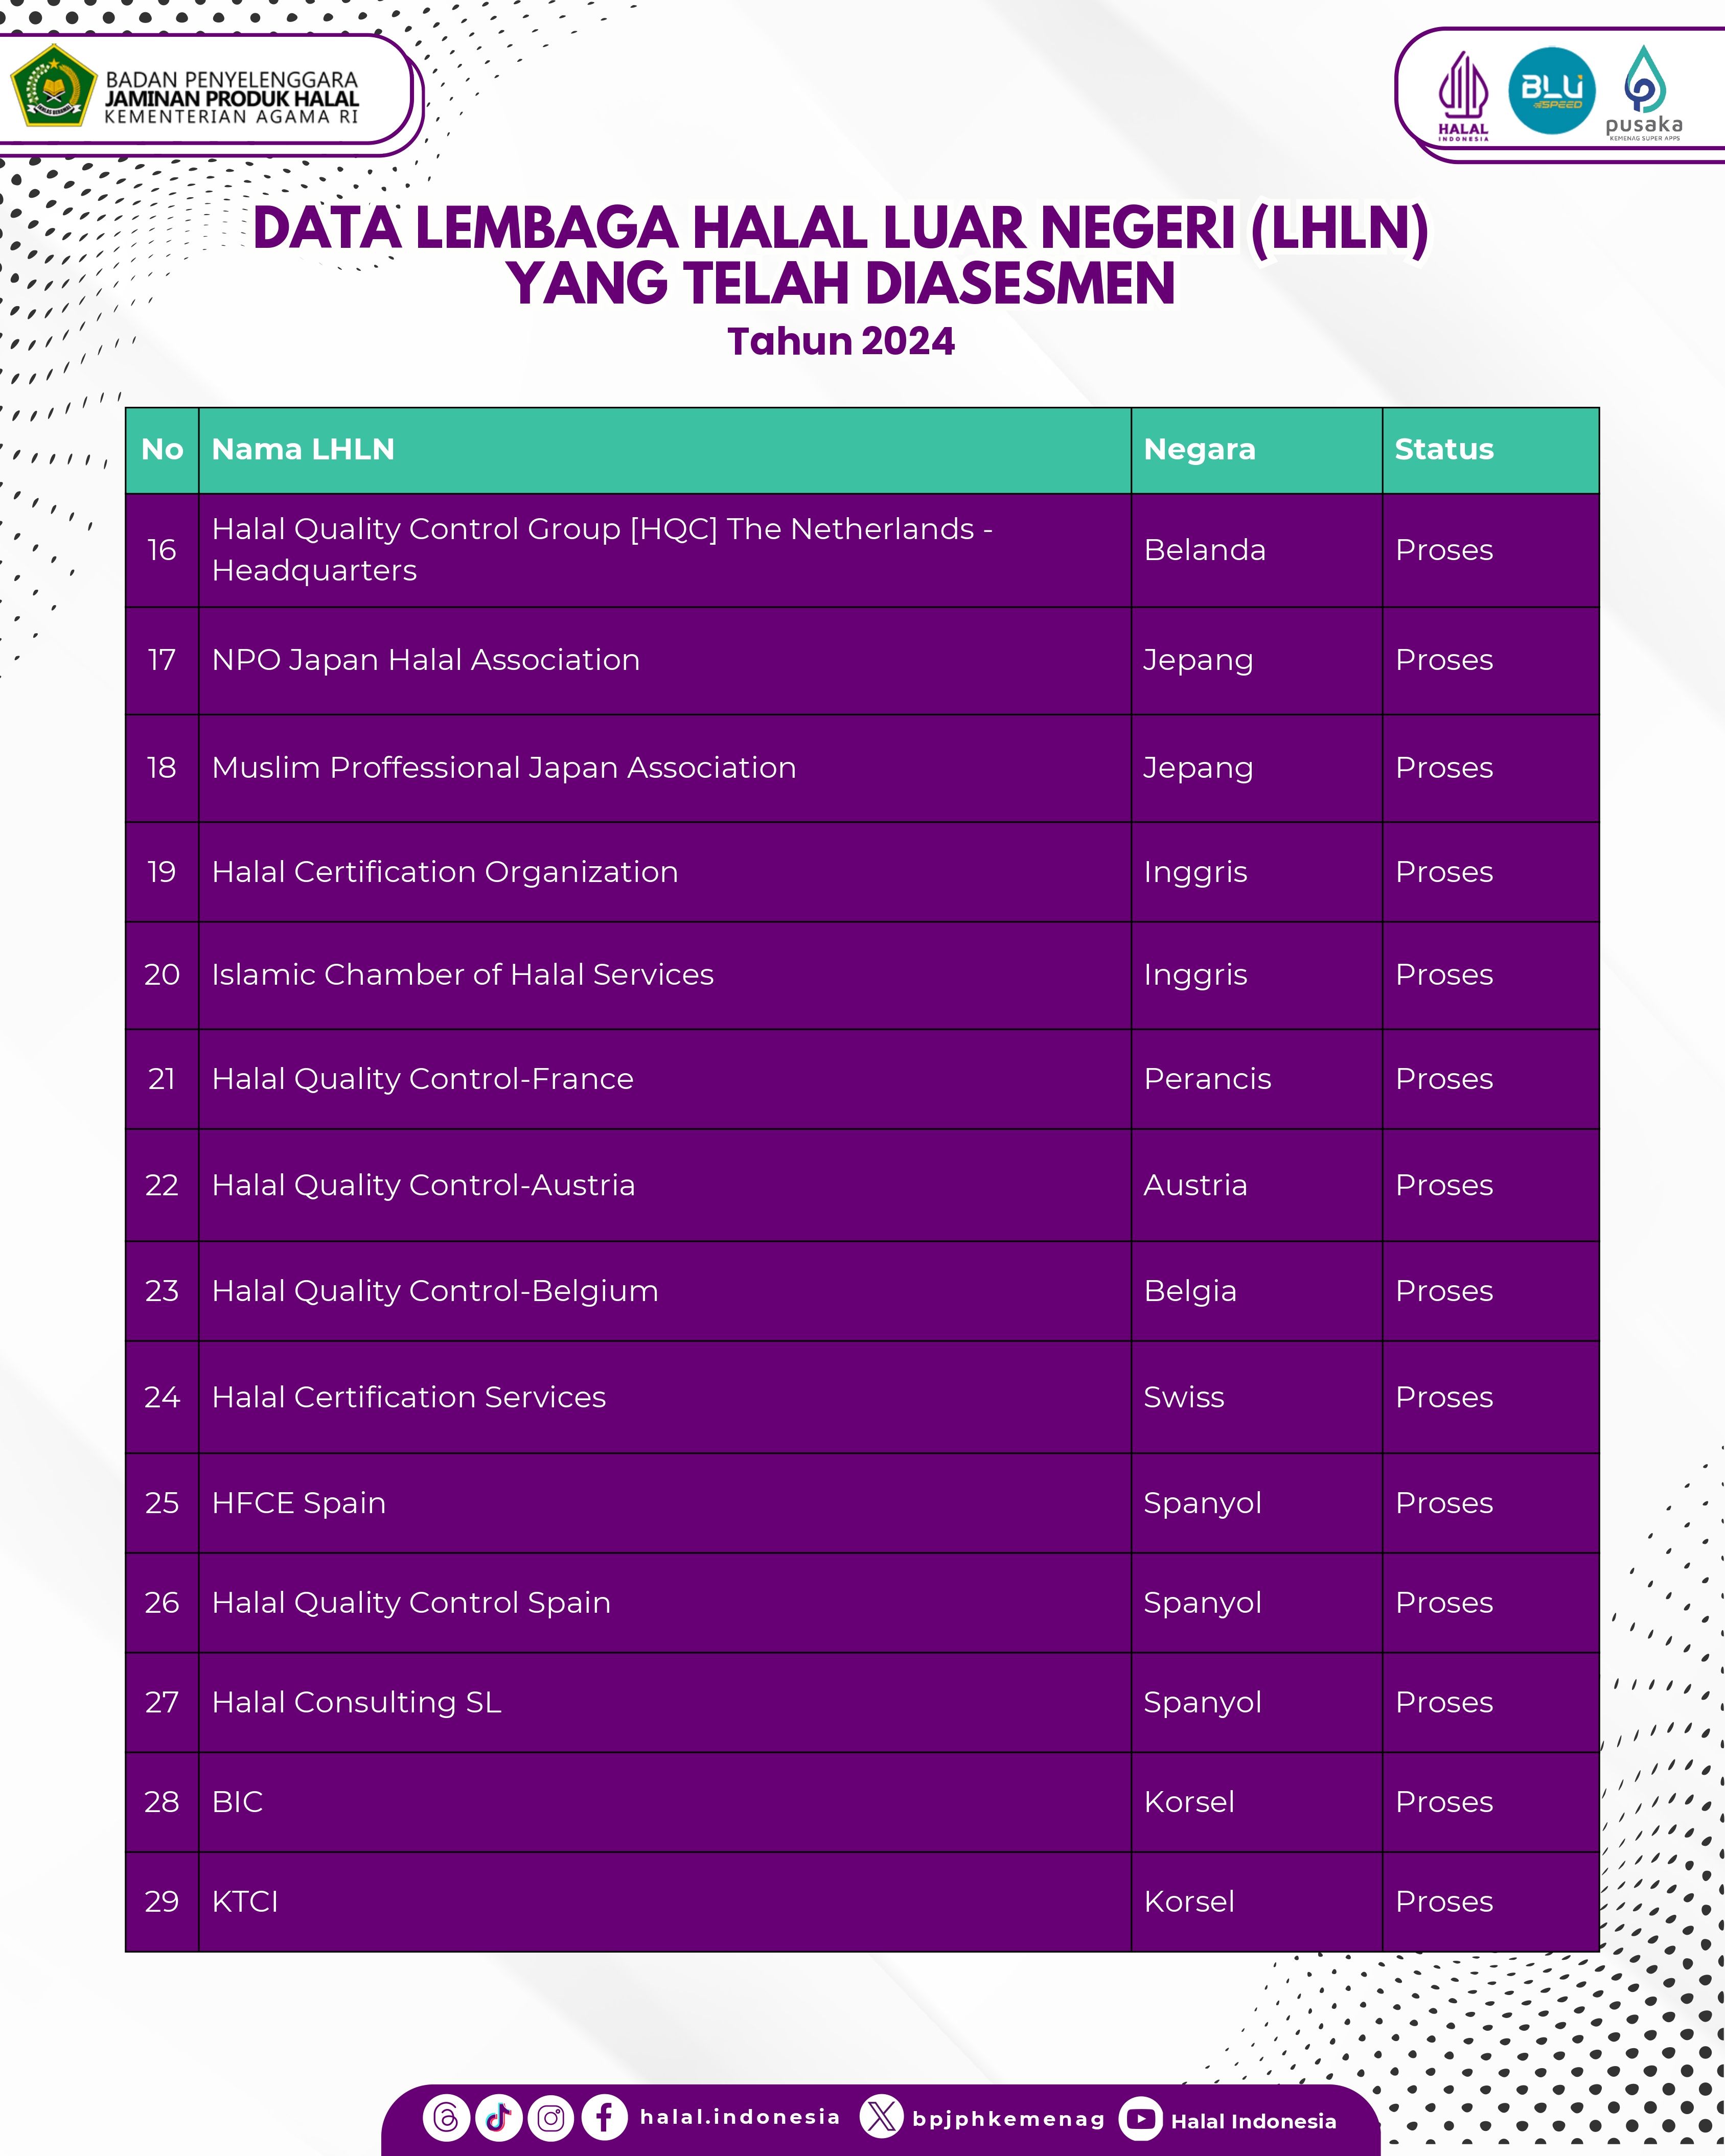 BADAN PENYELENGGARA
JAMINAN PRODUK HALAL
KEMENTERIAN AGAMA RI
HALAL
INDONESIA
BLU
SPEED
pusaka
KEMENAG SUPER APPS
DATA LEMBAGA HALAL LUAR NEGERI (LHLN)
YANG TELAH DIASESMEN
Tahun 2024
No Nama LHLN Negara Status
16 Halal Quality Control Group [HQC] The Netherlands - Headquarters Belanda Proses
17 NPO Japan Halal Association Jepang Proses
18 Muslim Proffessional Japan Association Jepang Proses
19 Halal Certification Organization Inggris Proses
20 Islamic Chamber of Halal Services Inggris Proses
21 Halal Quality Control-France Perancis Proses
22 Halal Quality Control-Austria Austria Proses
23 Halal Quality Control-Belgium Belgia Proses
24 Halal Certification Services Swiss Proses
25 HFCE Spain Spanyol Proses
26 Halal Quality Control Spain Spanyol Proses
27 Halal Consulting SL Spanyol Proses
28 BIC Korsel Proses
29 KTCI Korsel Proses
halal.indonesia bpjphkemenag Halal Indonesia